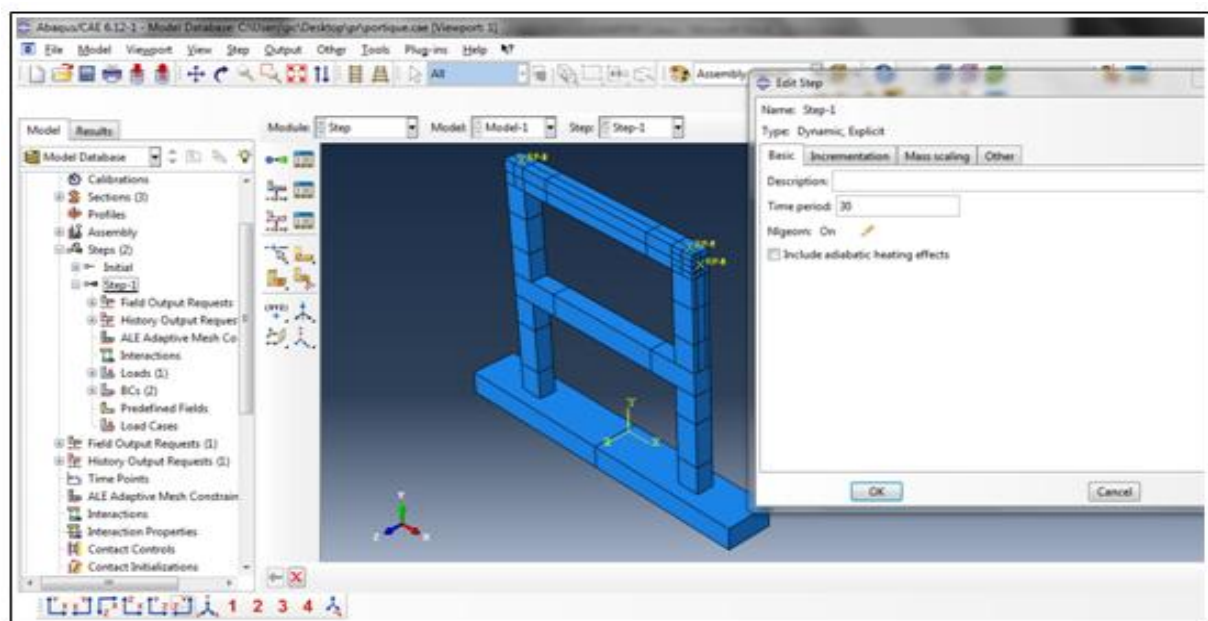 Abaqus/CAE 6.12-1 - Model Database: C:\Users\gc\Desktop\pr\portique.cae [Viewport: 1]
File Model Viewport View Step Output Other Tools Plug-ins Help
All Assembly
Module: Step Model: Model-1 Step: Step-1
Model Results
Model Database
Calibrations
Sections (3)
Profiles
Assembly
Steps (2)
Initial
Step-1
Field Output Requests
History Output Reques
ALE Adaptive Mesh Co
Interactions
Loads (1)
BCs (2)
Predefined Fields
Load Cases
Field Output Requests (1)
History Output Requests (1)
Time Points
ALE Adaptive Mesh Constrain
Interactions
Interaction Properties
Contact Controls
Contact Initializations
Y
Z X
Edit Step
Name: Step-1
Type: Dynamic, Explicit
Basic Incrementation Mass scaling Other
Description:
Time period: 30
Nlgeom: On
Include adiabatic heating effects
OK Cancel
1 2 3 4